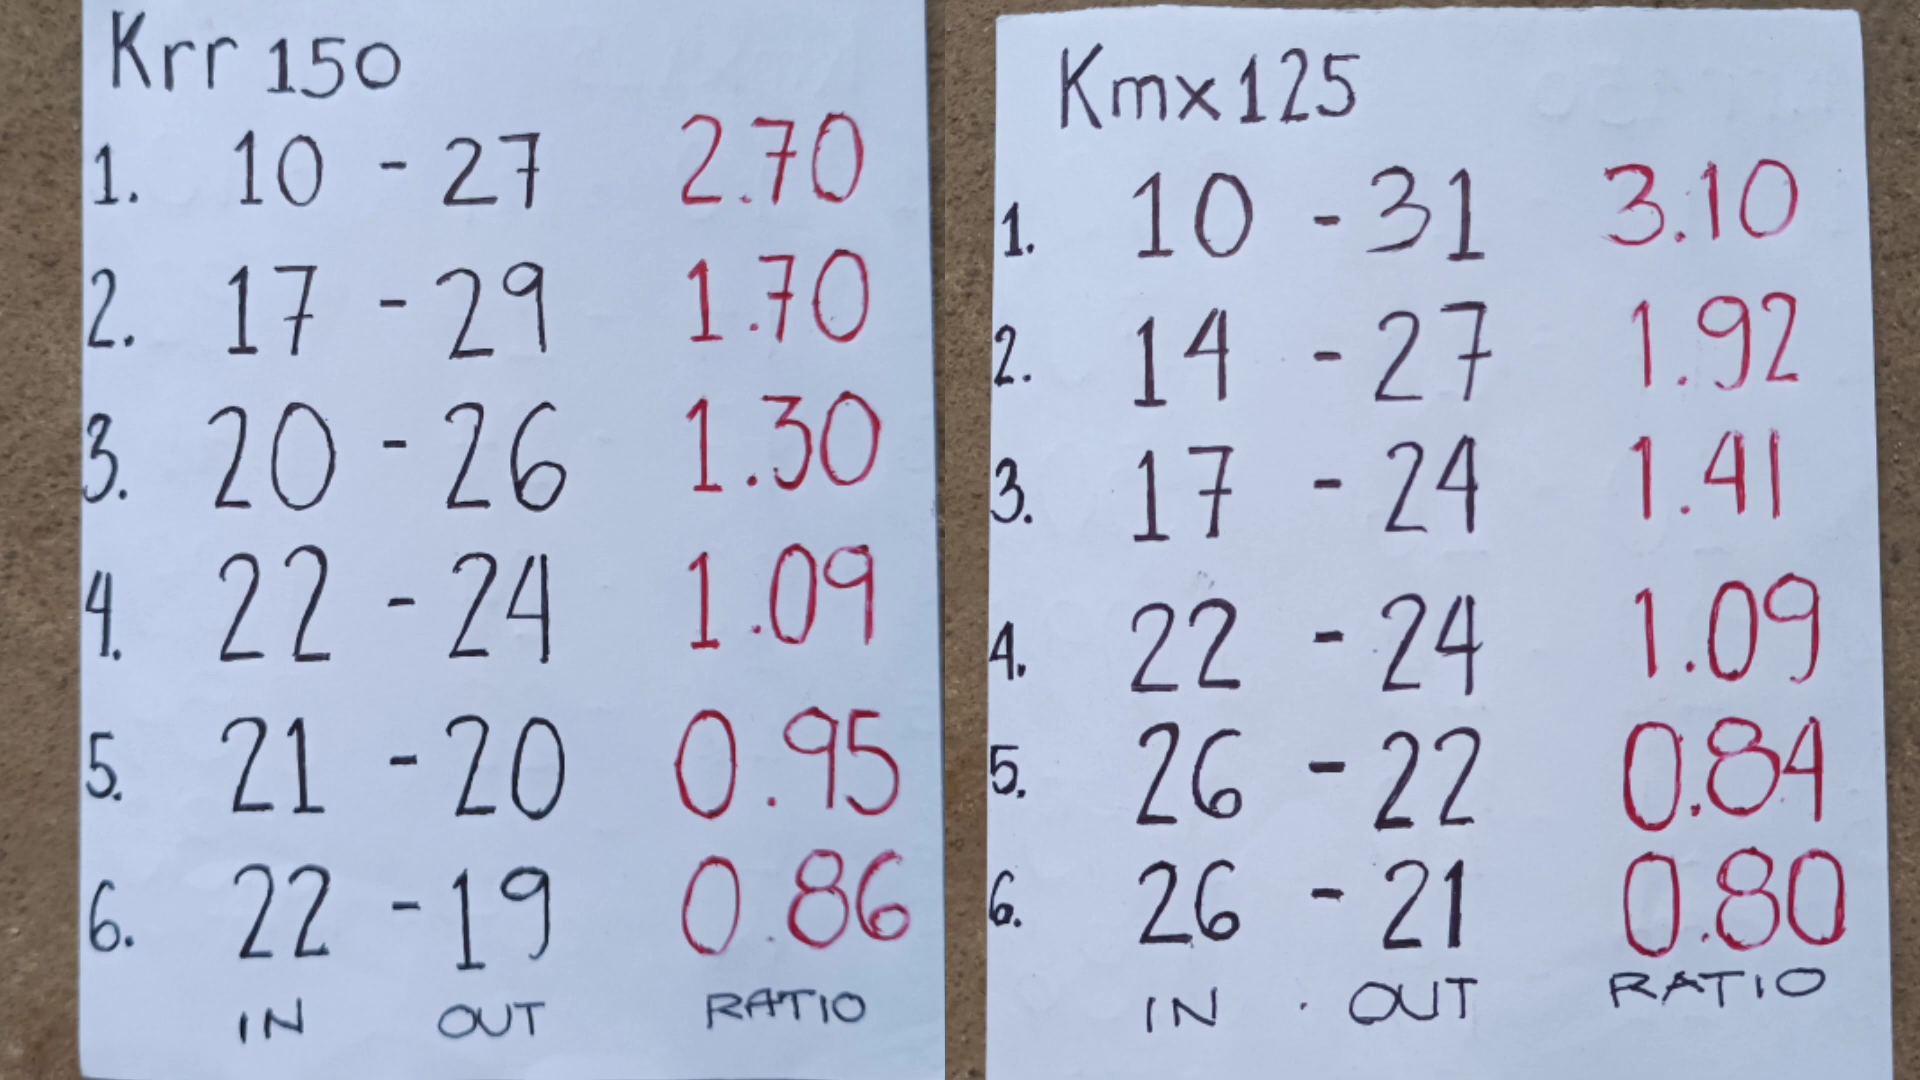 Krr 150
1. 10 - 27 2.70
2. 17 - 29 1.70
3. 20 - 26 1.30
4. 22 - 24 1.09
5. 21 - 20 0.95
6. 22 - 19 0.86
IN OUT RATIO
Kmx125
1. 10 - 31 3.10
2. 14 - 27 1.92
3. 17 - 24 1.41
4. 22 - 24 1.09
5. 26 - 22 0.84
6. 26 - 21 0.80
IN . OUT RATIO